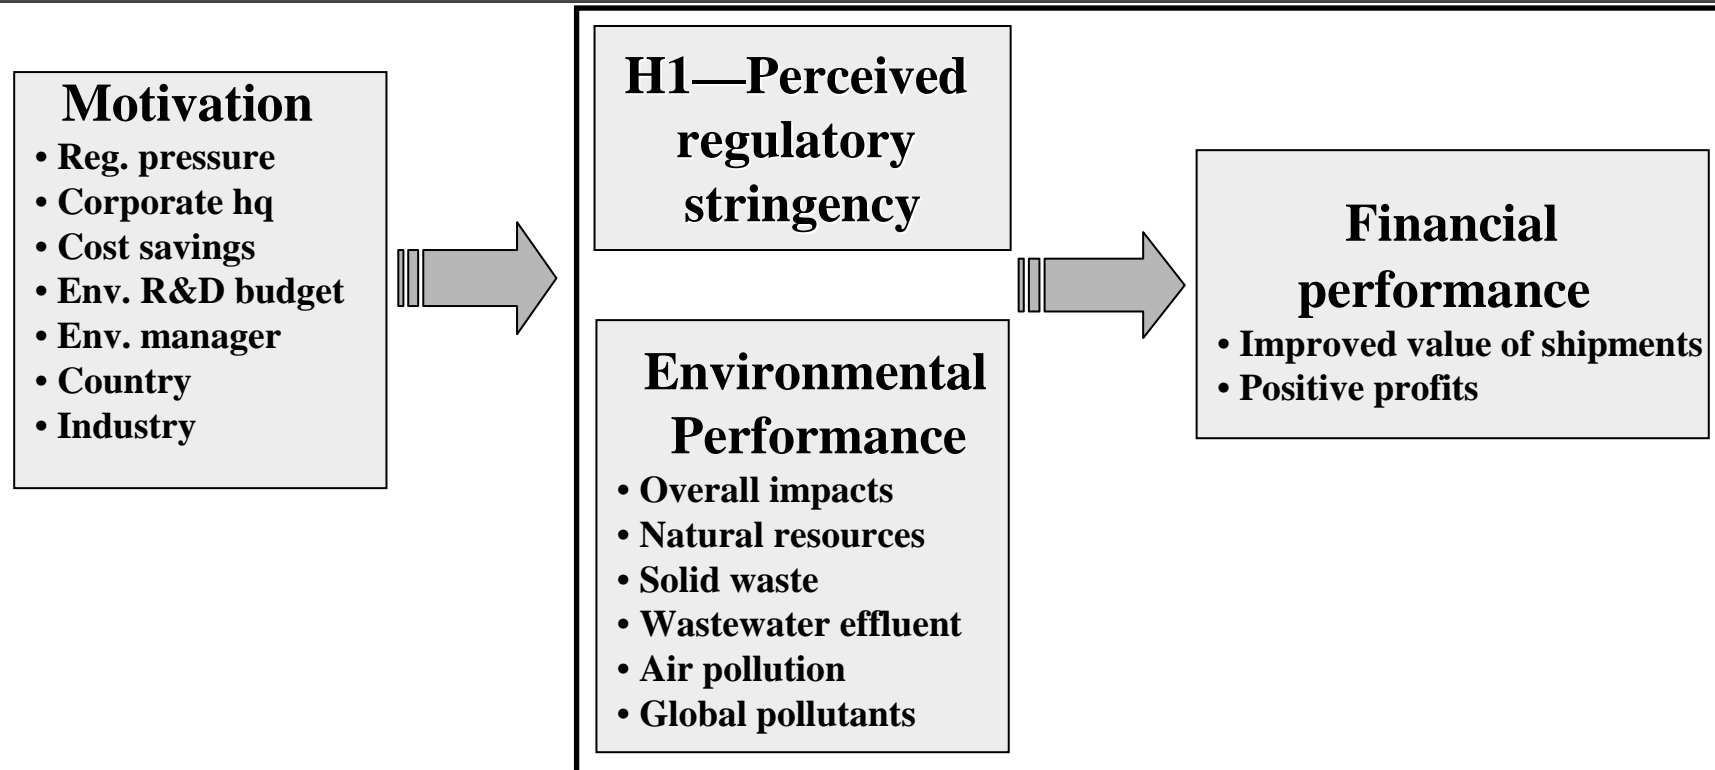 Motivation
• Reg. pressure
• Corporate hq
• Cost savings
• Env. R&D budget
• Env. manager
• Country
• Industry
H1—Perceived
regulatory
stringency
Environmental
Performance
• Overall impacts
• Natural resources
• Solid waste
• Wastewater effluent
• Air pollution
• Global pollutants
Financial
performance
• Improved value of shipments
• Positive profits